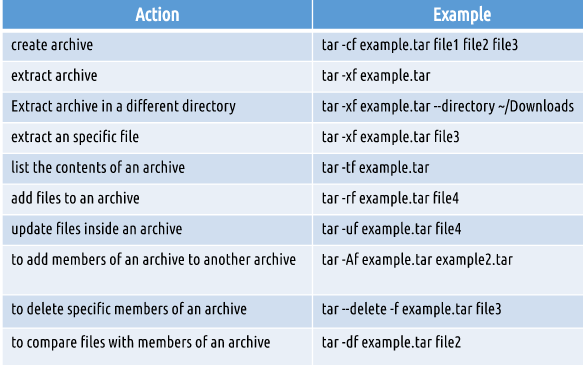 Action Example
create archive tar -cf example.tar file1 file2 file3
extract archive tar -xf example.tar
Extract archive in a different directory tar -xf example.tar --directory ~/Downloads
extract an specific file tar -xf example.tar file3
list the contents of an archive tar -tf example.tar
add files to an archive tar -rf example.tar file4
update files inside an archive tar -uf example.tar file4
to add members of an archive to another archive tar -Af example.tar example2.tar
to delete specific members of an archive tar --delete -f example.tar file3
to compare files with members of an archive tar -df example.tar file2